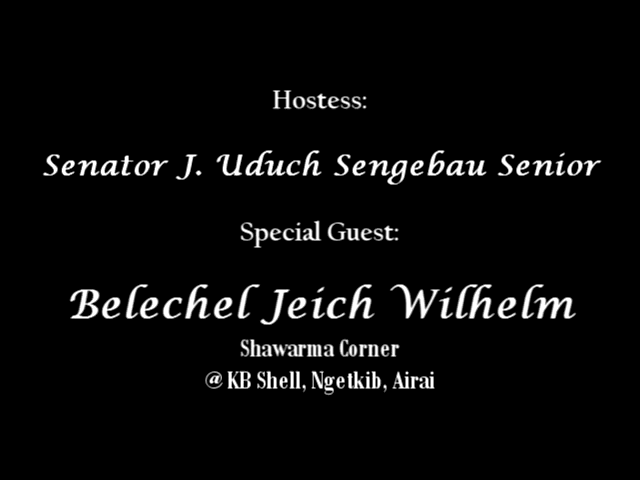 Hostess:
Senator J. Uduch Sengebau Senior
Special Guest:
Belechel Jeich Wilhelm
Shawarma Corner
@ KB Shell, Ngetkib, Airai